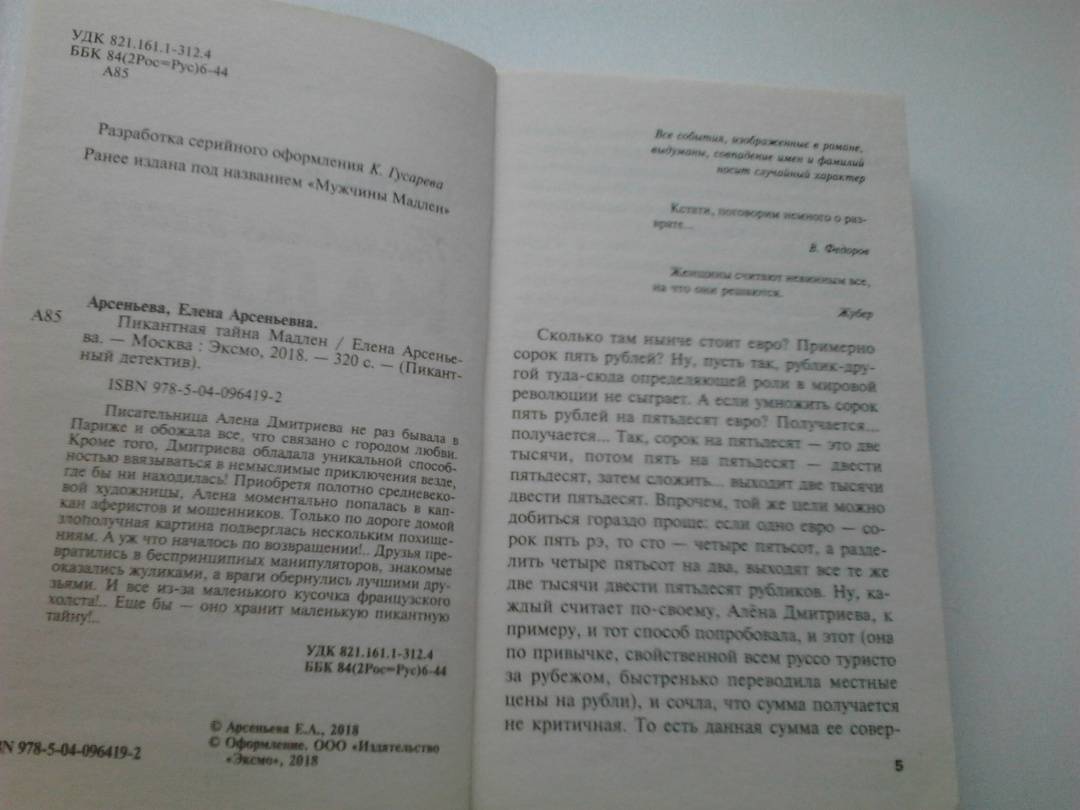 УДК 821.161.1-312.4
ББК 84(2Рос=Рус)6-44
А85
Разработка серийного оформления К. Гусарева
Ранее издана под названием «Мужчины Мадлен»
Арсеньева, Елена Арсеньевна.
А85
Пикантная тайна Мадлен / Елена Арсенье-
ва. — Москва : Эксмо, 2018. — 320 с. — (Пикант-
ный детектив).
ISBN 978-5-04-096419-2
Писательница Алена Дмитриева не раз бывала в
Париже и обожала все, что связано с городом любви.
Кроме того, Дмитриева обладала уникальной способ-
ностью ввязываться в немыслимые приключения везде,
где бы ни находилась! Приобретя полотно средневеко-
вой художницы, Алена моментально попалась в кап-
кан аферистов и мошенников. Только по дороге домой
злополучная картина подверглась нескольким похище-
ниям. А уж что началось по возвращении!.. Друзья пре-
вратились в беспринципных манипуляторов, знакомые
оказались жуликами, а враги обернулись лучшими дру-
зьями. И все из-за маленького кусочка французского
холста!.. Еще бы — оно хранит маленькую пикантную
тайну!..
УДК 821.161.1-312.4
ББК 84(2Рос=Рус)6-44
© Арсеньева Е.А., 2018
© Оформление. ООО «Издательство
«Эксмо», 2018
BN 978-5-04-096419-2
Все события, изображенные в романе,
выдуманы, совпадение имен и фамилий
носит случайный характер
Кстати, поговорим немного о раз-
врате...
В. Федоров
Женщины считают невинным все,
на что они решаются.
Жубер
Сколько там нынче стоит евро? Примерно
сорок пять рублей? Ну, пусть так, рублик-дру-
гой туда-сюда определяющей роли в мировой
революции не сыграет. А если умножить сорок
пять рублей на пятьдесят евро? Получается...
получается... Так, сорок на пятьдесят — это две
тысячи, потом пять на пятьдесят — двести
пятьдесят, затем сложить... выходит две тысячи
двести пятьдесят. Впрочем, той же цели можно
добиться гораздо проще: если одно евро — со-
рок пять рэ, то сто — четыре пятьсот, а разде-
лить четыре пятьсот на два, выходят все те же
две тысячи двести пятьдесят рубликов. Ну, ка-
ждый считает по-своему, Алёна Дмитриева, к
примеру, и тот способ попробовала, и этот (она
по привычке, свойственной всем руссо туристо
за рубежом, быстренько переводила местные
цены на рубли), и сочла, что сумма получается
не критичная. То есть данная сумма ее совер-
5